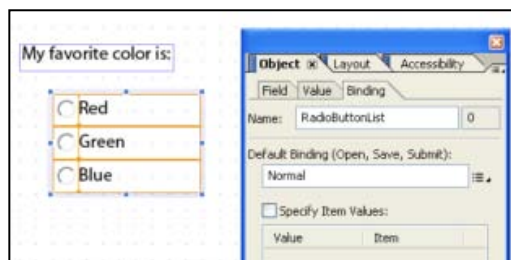 My favorite color is:
Red
Green
Blue
Object Layout Accessibility
Field Value Binding
Name: RadioButtonList 0
Default Binding (Open, Save, Submit):
Normal
Specify Item Values:
Value Item